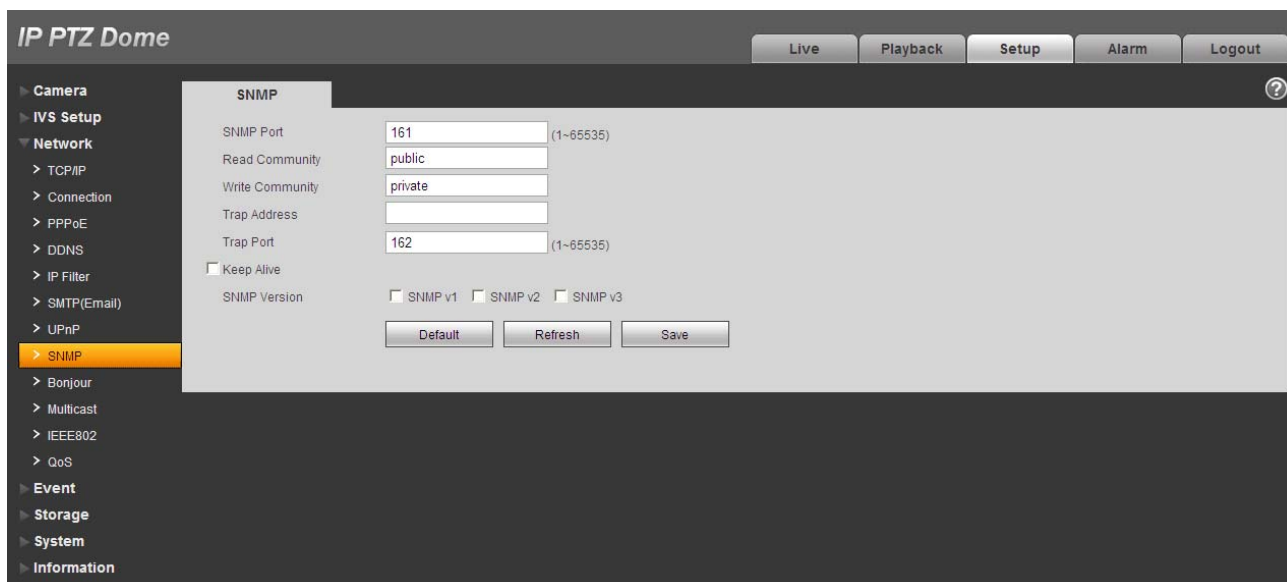 IP PTZ Dome
Live Playback Setup Alarm Logout
Camera
IVS Setup
Network
> TCP/IP
> Connection
> PPPoE
> DDNS
> IP Filter
> SMTP(Email)
> UPnP
> SNMP
> Bonjour
> Multicast
> IEEE802
> QoS
Event
Storage
System
Information
SNMP
?
SNMP Port 161 (1~65535)
Read Community public
Write Community private
Trap Address
Trap Port 162 (1~65535)
Keep Alive
SNMP Version SNMP v1 SNMP v2 SNMP v3
Default Refresh Save